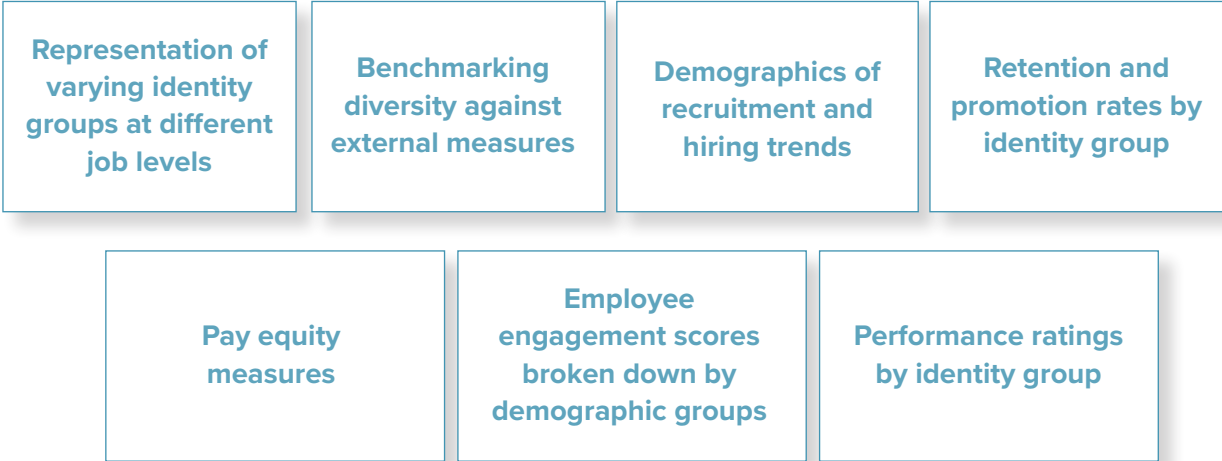 Representation of
varying identity
groups at different
job levels
Benchmarking
diversity against
external measures
Demographics of
recruitment and
hiring trends
Retention and
promotion rates by
identity group
Pay equity
measures
Employee
engagement scores
broken down by
demographic groups
Performance ratings
by identity group